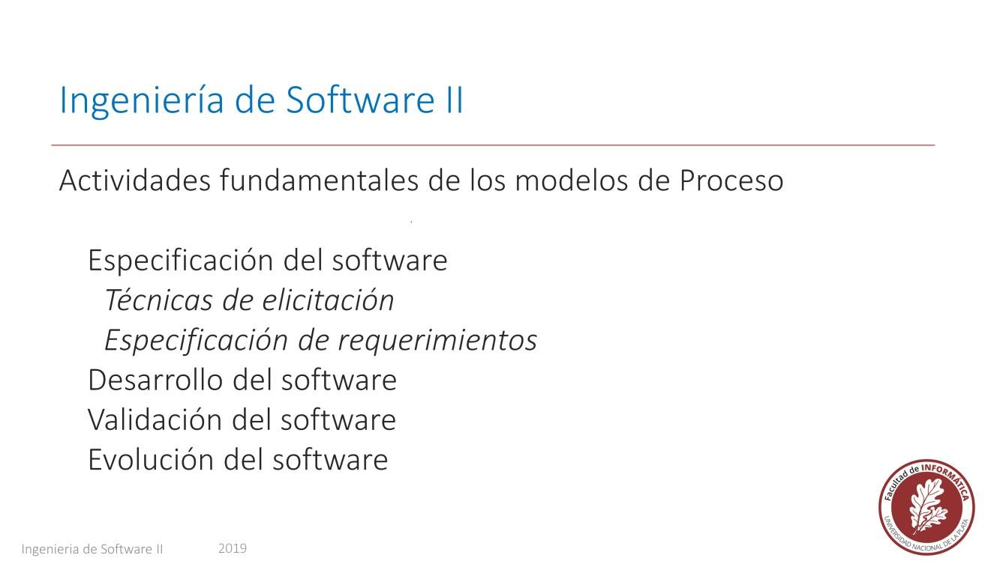 Ingeniería de Software II
Actividades fundamentales de los modelos de Proceso
Especificación del software
Técnicas de elicitación
Especificación de requerimientos
Desarrollo del software
Validación del software
Evolución del software
Facultad de INFORMÁTICA
UNIVERSIDAD NACIONAL DE LA PLATA
Ingenieria de Software II 2019